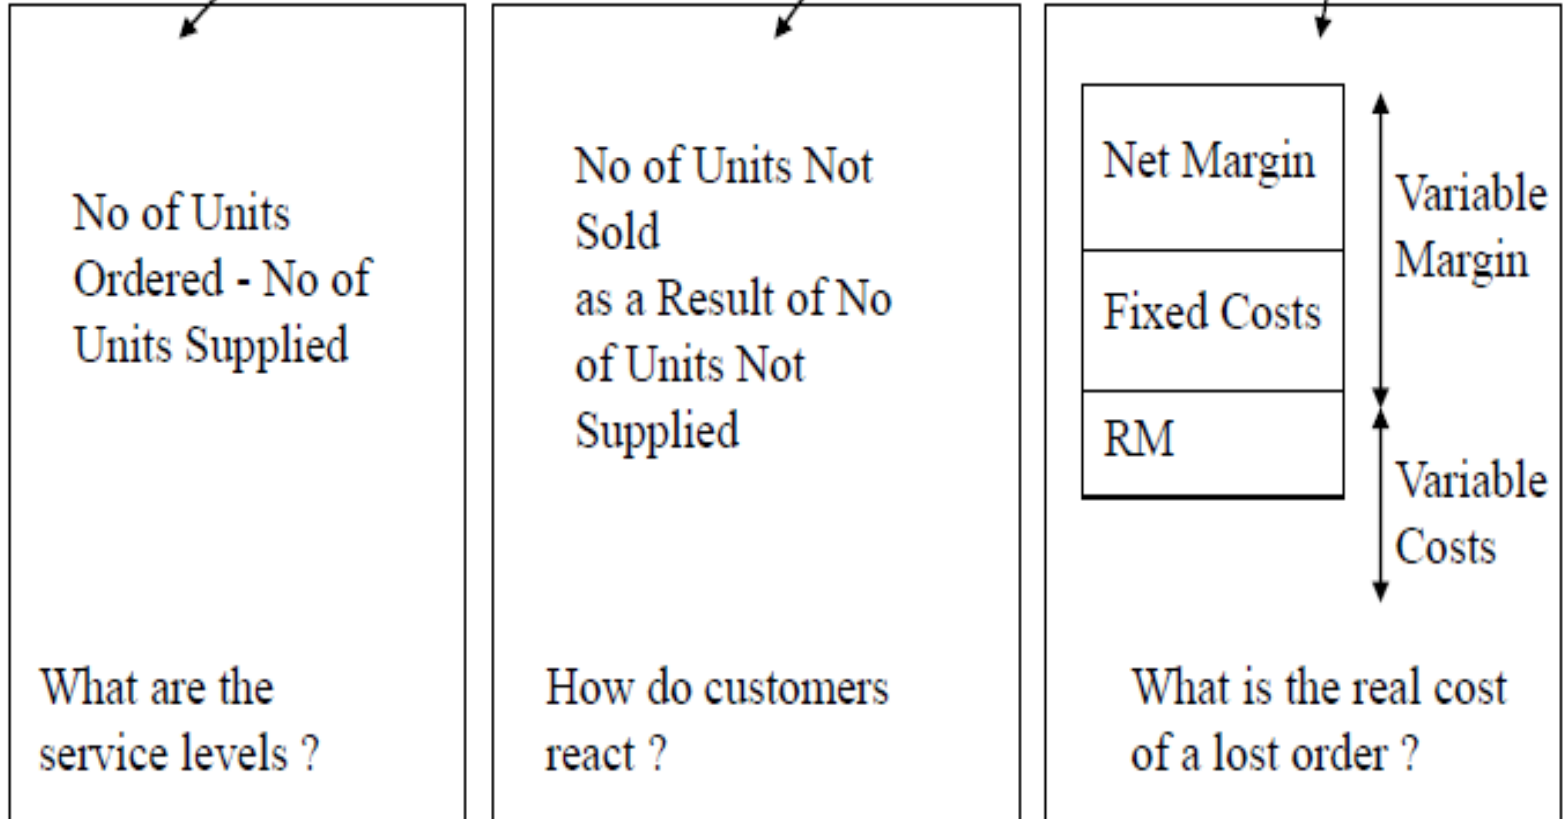 No of Units
Ordered - No of
Units Supplied
What are the
service levels ?
No of Units Not
Sold
as a Result of No
of Units Not
Supplied
How do customers
react ?
Net Margin
Fixed Costs
RM
Variable
Margin
Variable
Costs
What is the real cost
of a lost order ?